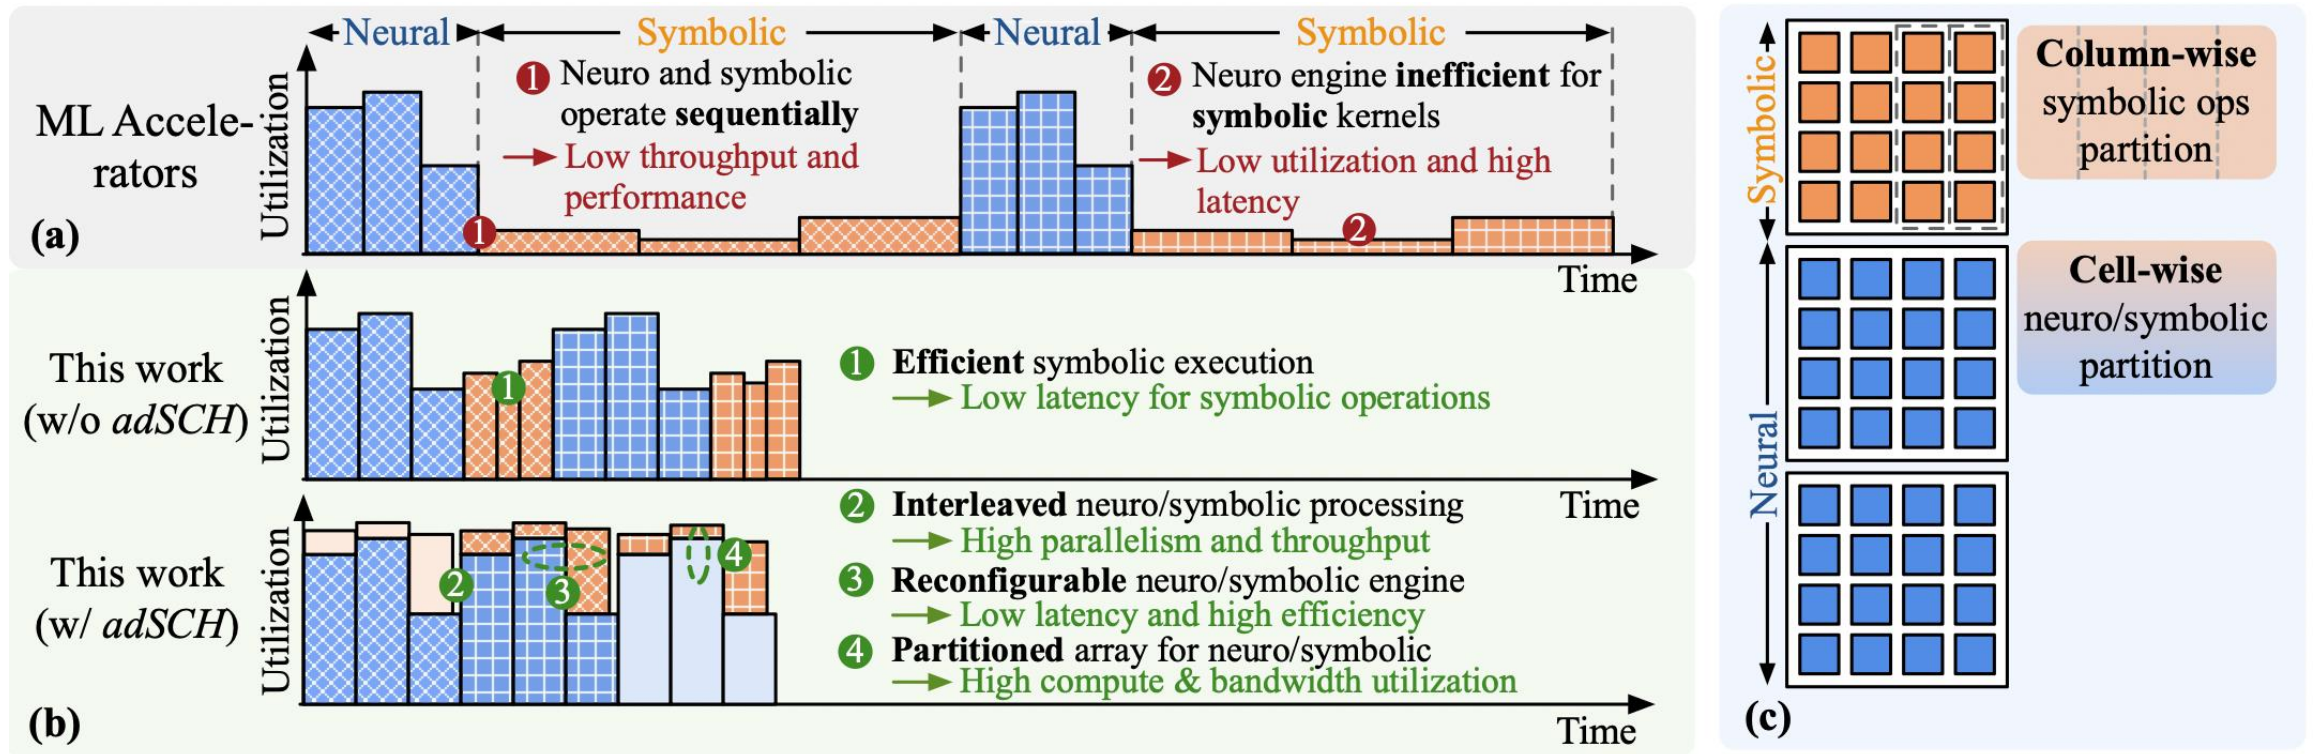 Neural
Symbolic
Neural
Symbolic
ML Accele-
rators
Utilization
1 Neuro and symbolic
operate sequentially
Low throughput and
performance
2 Neuro engine inefficient for
symbolic kernels
Low utilization and high
latency
1
2
Time
(a)
This work
(w/o adSCH)
Utilization
1
1 Efficient symbolic execution
Low latency for symbolic operations
Time
This work
(w/ adSCH)
Utilization
2
3
4
2 Interleaved neuro/symbolic processing
High parallelism and throughput
3 Reconfigurable neuro/symbolic engine
Low latency and high efficiency
4 Partitioned array for neuro/symbolic
High compute & bandwidth utilization
Time
(b)
Symbolic
Neural
Column-wise
symbolic ops
partition
Cell-wise
neuro/symbolic
partition
(c)